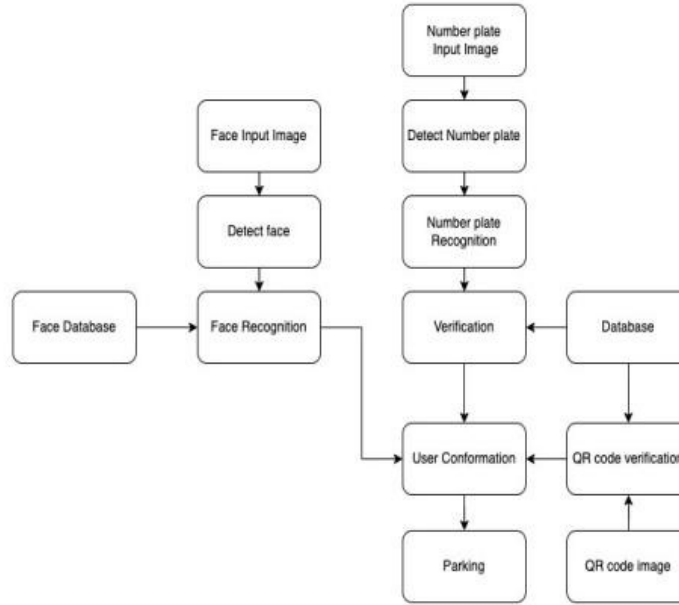 Number plate
Input Image
Face Input Image
Detect Number plate
Detect face
Number plate
Recognition
Face Database
Face Recognition
Verification
Database
User Conformation
QR code verification
Parking
QR code image